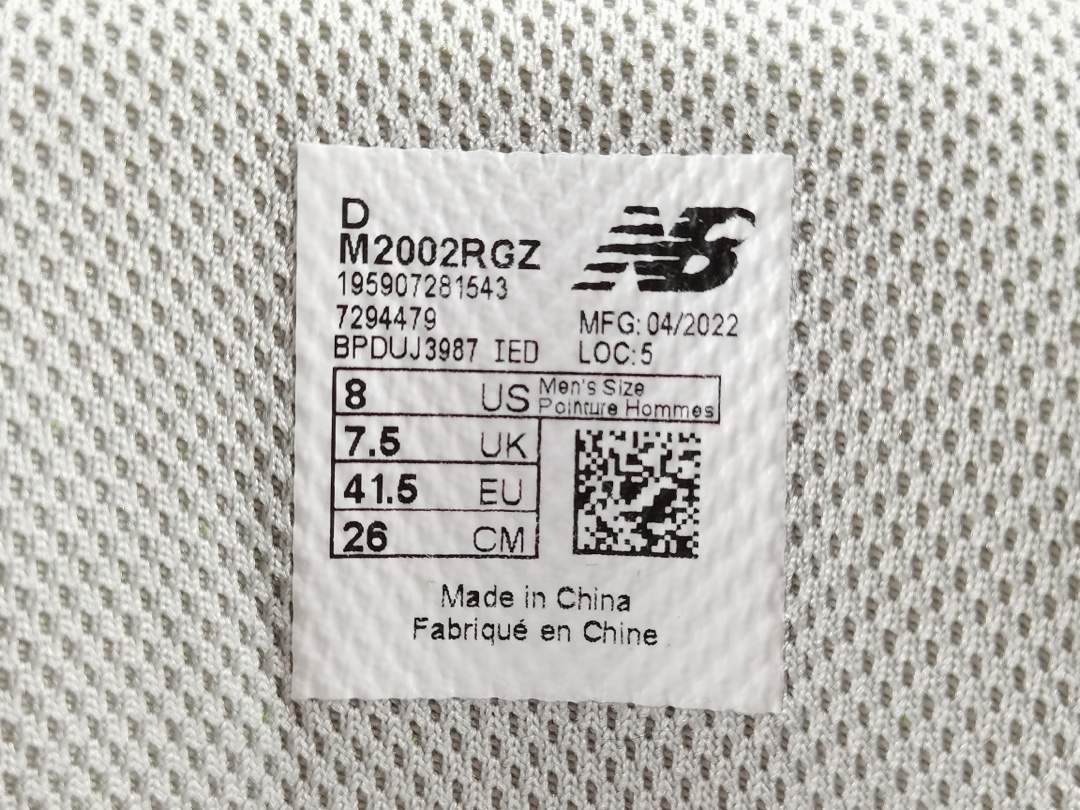 D
M2002RGZ
NB
195907281543
7294479
MFG: 04/2022
BPDUJ3987 IED
LOC:5
8 US Men's Size
Pointure Hommes
7.5 UK
41.5 EU
26 CM
Made in China
Fabriqué en Chine